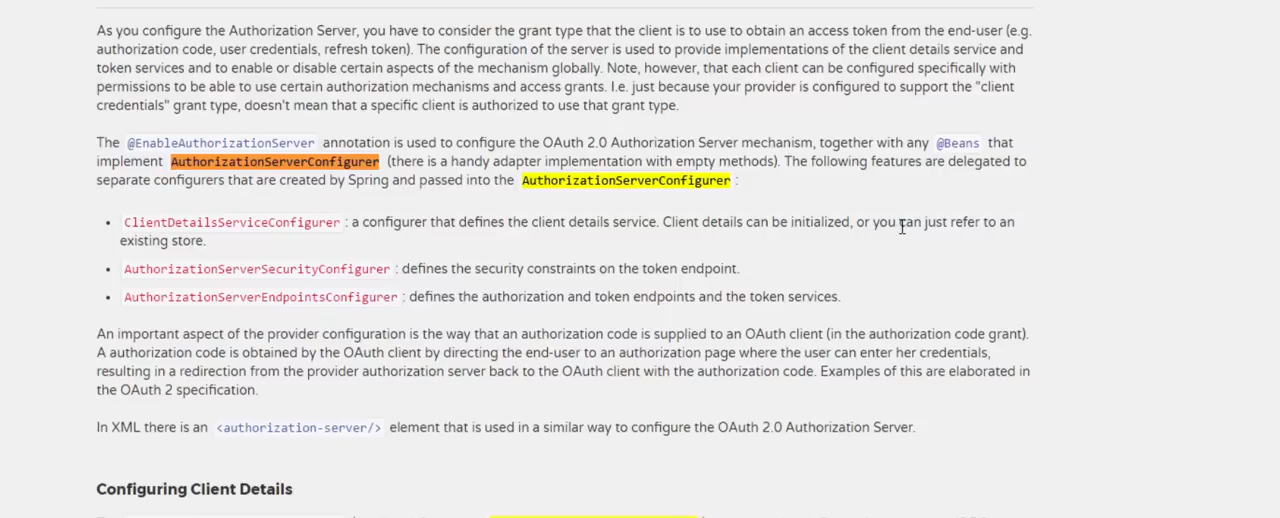 As you configure the Authorization Server, you have to consider the grant type that the client is to use to obtain an access token from the end-user (e.g.
authorization code, user credentials, refresh token). The configuration of the server is used to provide implementations of the client details service and
token services and to enable or disable certain aspects of the mechanism globally. Note, however, that each client can be configured specifically with
permissions to be able to use certain authorization mechanisms and access grants. I.e. just because your provider is configured to support the "client
credentials" grant type, doesn't mean that a specific client is authorized to use that grant type.
The @EnableAuthorizationServer annotation is used to configure the OAuth 2.0 Authorization Server mechanism, together with any @Beans that
implement AuthorizationServerConfigurer (there is a handy adapter implementation with empty methods). The following features are delegated to
separate configurers that are created by Spring and passed into the AuthorizationServerConfigurer :
• ClientDetailsServiceConfigurer : a configurer that defines the client details service. Client details can be initialized, or you can just refer to an
existing store.
• AuthorizationServerSecurityConfigurer : defines the security constraints on the token endpoint.
• AuthorizationServerEndpointsConfigurer : defines the authorization and token endpoints and the token services.
An important aspect of the provider configuration is the way that an authorization code is supplied to an OAuth client (in the authorization code grant).
A authorization code is obtained by the OAuth client by directing the end-user to an authorization page where the user can enter her credentials,
resulting in a redirection from the provider authorization server back to the OAuth client with the authorization code. Examples of this are elaborated in
the OAuth 2 specification.
In XML there is an <authorization-server/> element that is used in a similar way to configure the OAuth 2.0 Authorization Server.
Configuring Client Details